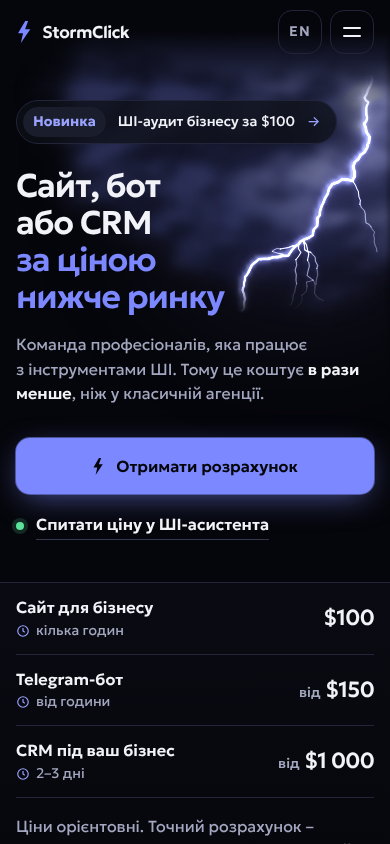 StormClick
EN
Новинка ШІ-аудит бізнесу за $100 →
Сайт, бот
або CRM
за ціною
нижче ринку
Команда професіоналів, яка працює
з інструментами ШІ. Тому це коштує в рази
менше, ніж у класичній агенції.
Отримати розрахунок
Спитати ціну у ШІ-асистента
Сайт для бізнесу
кілька годин
$100
Telegram-бот
від години
від $150
CRM під ваш бізнес
2–3 дні
від $1 000
Ціни орієнтовні. Точний розрахунок –